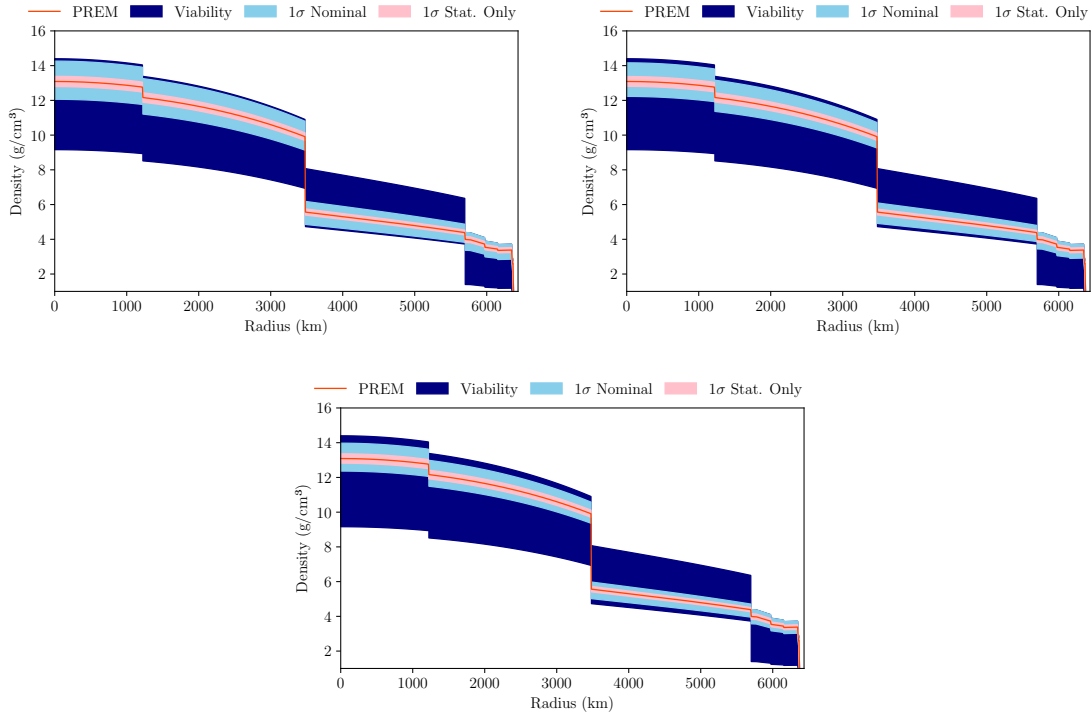 PREM Viability 1σ Nominal 1σ Stat. Only
16
14
12
10
8
6
4
2
Density (g/cm³)
0 1000 2000 3000 4000 5000 6000
Radius (km)
PREM Viability 1σ Nominal 1σ Stat. Only
16
14
12
10
8
6
4
2
Density (g/cm³)
0 1000 2000 3000 4000 5000 6000
Radius (km)
PREM Viability 1σ Nominal 1σ Stat. Only
16
14
12
10
8
6
4
2
Density (g/cm³)
0 1000 2000 3000 4000 5000 6000
Radius (km)